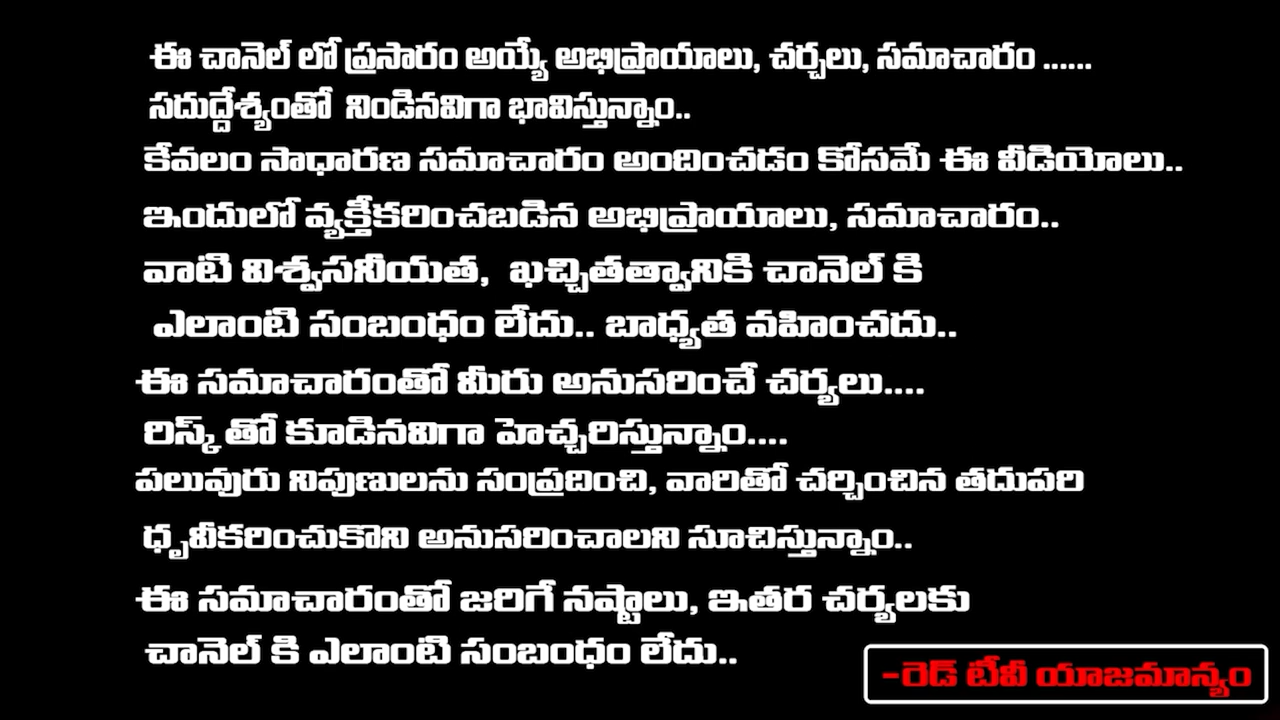 ఈ చానెల్ లో ప్రసారం అయ్యే అభిప్రాయాలు, చర్చలు, సమాచారం ......
సదుద్దేశ్యంతో నిండినవిగా భావిస్తున్నాం..
కేవలం సాధారణ సమాచారం అందించడం కోసమే ఈ వీడియోలు..
ఇందులో వ్యక్తీకరించబడిన అభిప్రాయాలు, సమాచారం..
వాటి విశ్వసనీయత, ఖచ్చితత్వానికి చానెల్ కి
ఎలాంటి సంబంధం లేదు.. బాధ్యత వహించదు..
ఈ సమాచారంతో మీరు అనుసరించే చర్యలు....
రిస్క్ తో కూడినవిగా హెచ్చరిస్తున్నాం....
పలువురు నిపుణులను సంప్రదించి, వారితో చర్చించిన తదుపరి
ధృవీకరించుకొని అనుసరించాలని సూచిస్తున్నాం..
ఈ సమాచారంతో జరిగే నష్టాలు, ఇతర చర్యలకు
చానెల్ కి ఎలాంటి సంబంధం లేదు..
-రెడ్ టీవీ యాజమాన్యం